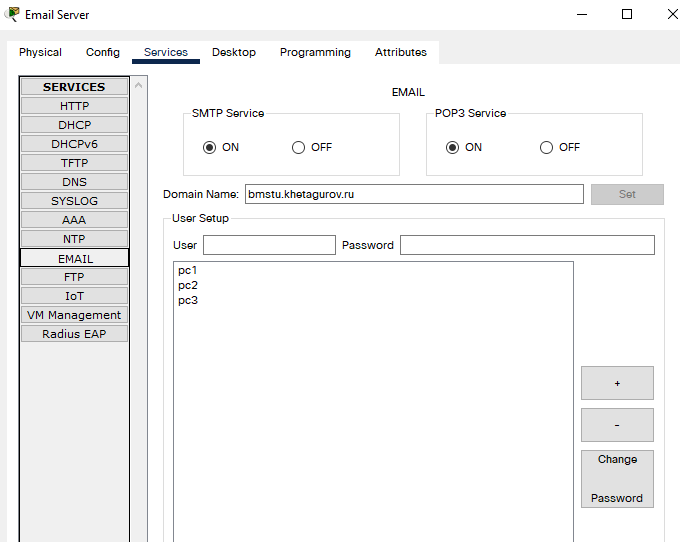 Email Server
Physical Config Services Desktop Programming Attributes
SERVICES
HTTP
DHCP
DHCPv6
TFTP
DNS
SYSLOG
AAA
NTP
EMAIL
FTP
IoT
VM Management
Radius EAP
EMAIL
SMTP Service
ON OFF
POP3 Service
ON OFF
Domain Name: bmstu.khetagurov.ru Set
User Setup
User Password
pc1
pc2
pc3
+
-
Change
Password